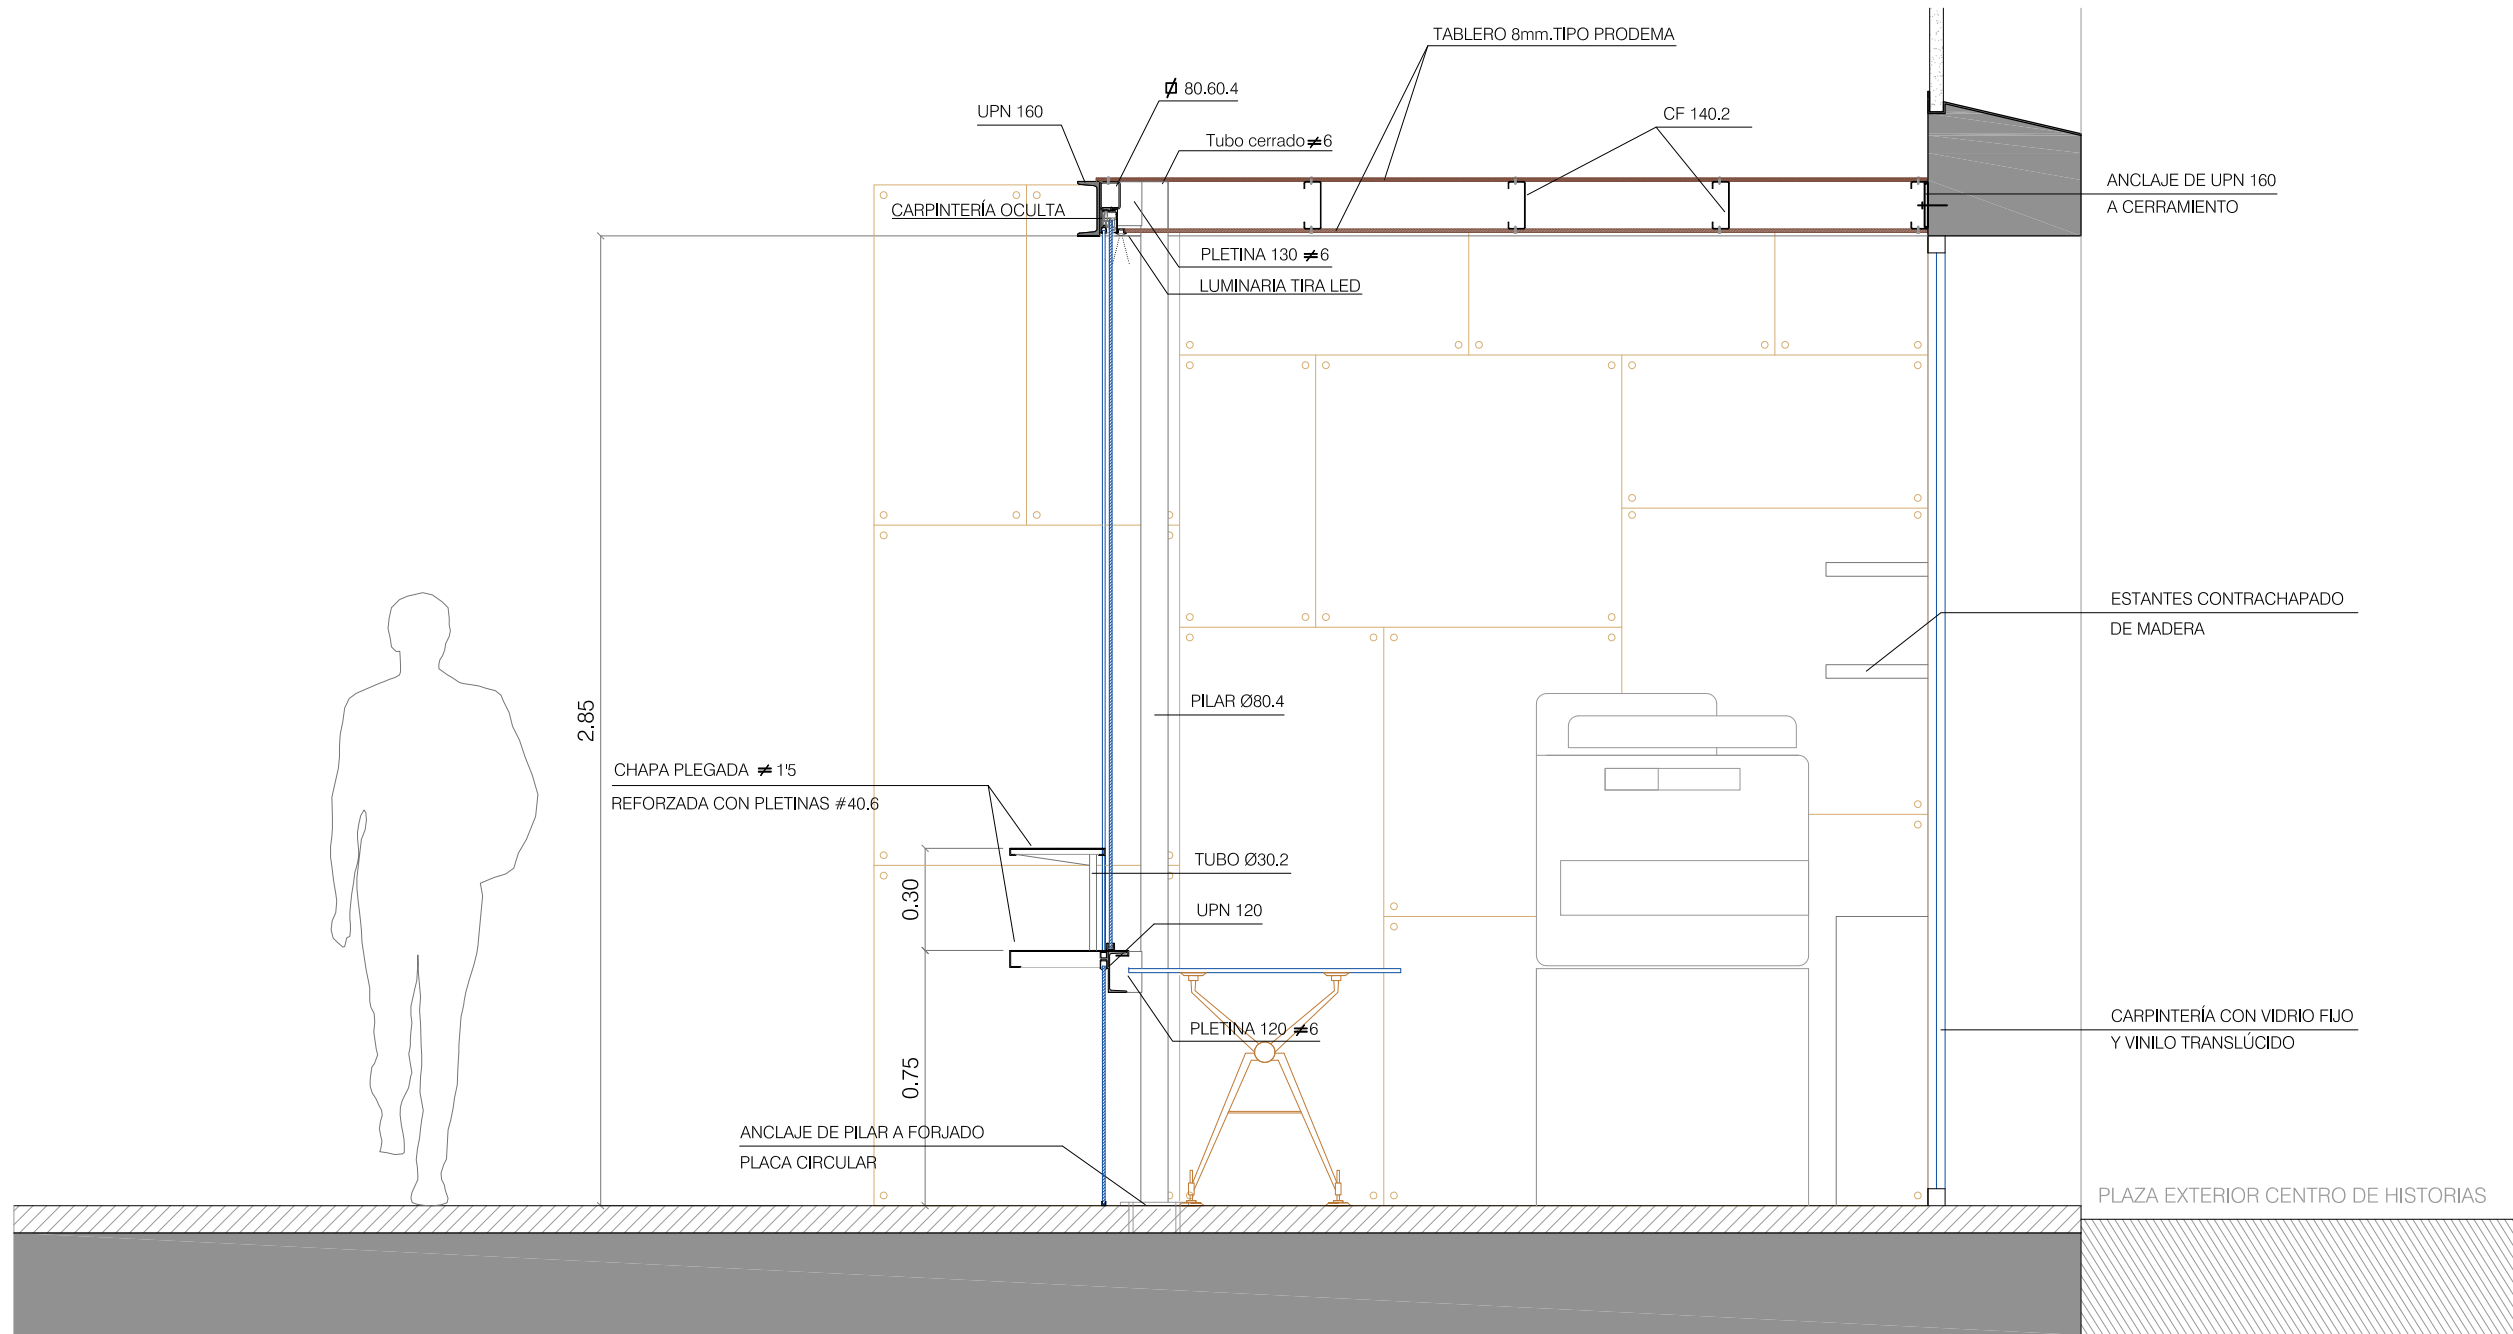 TABLERO 8mm.TIPO PRODEMA
80.60.4
UPN 160
CF 140.2
Tubo cerrado ≠6
ANCLAJE DE UPN 160
A CERRAMIENTO
CARPINTERÍA OCULTA
PLETINA 130 ≠6
LUMINARIA TIRA LED
ESTANTES CONTRACHAPADO
DE MADERA
2.85
PILAR Ø80.4
CHAPA PLEGADA ≠ 1'5
REFORZADA CON PLETINAS #40.6
TUBO Ø30.2
0.30
UPN 120
CARPINTERÍA CON VIDRIO FIJO
Y VINILO TRANSLÚCIDO
PLETINA 120 ≠6
0.75
ANCLAJE DE PILAR A FORJADO
PLACA CIRCULAR
PLAZA EXTERIOR CENTRO DE HISTORIAS